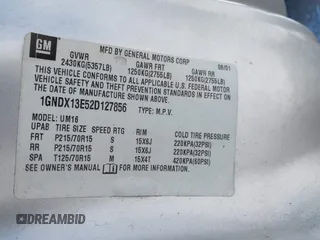 GM
MFD BY GENERAL MOTORS CORP
08/01
GVWR GAWR FRT GAWR RR
2430KG(5357LB) 1250KG(2755LB) 1250KG(2755LB)
THIS VEHICLE CONFORMS TO ALL APPLICABLE U.S. FEDERAL
MOTOR VEHICLE SAFETY STANDARDS IN EFFECT ON THE
DATE OF MANUFACTURE SHOWN ABOVE.
1GNDX13E52D127856 TYPE: M.P.V.
MODEL: UM16
UPAB TIRE SIZE SPEED RTG RIM COLD TIRE PRESSURE
FRT P215/70R15 S 15X6J 220KPA(32PSI)
RR P215/70R15 S 15X6J 220KPA(32PSI)
SPA T125/70R15 M 15X4T 420KPA(60PSI)
SEE OWNER'S MANUAL FOR MORE INFORMATION.
DREAMBID